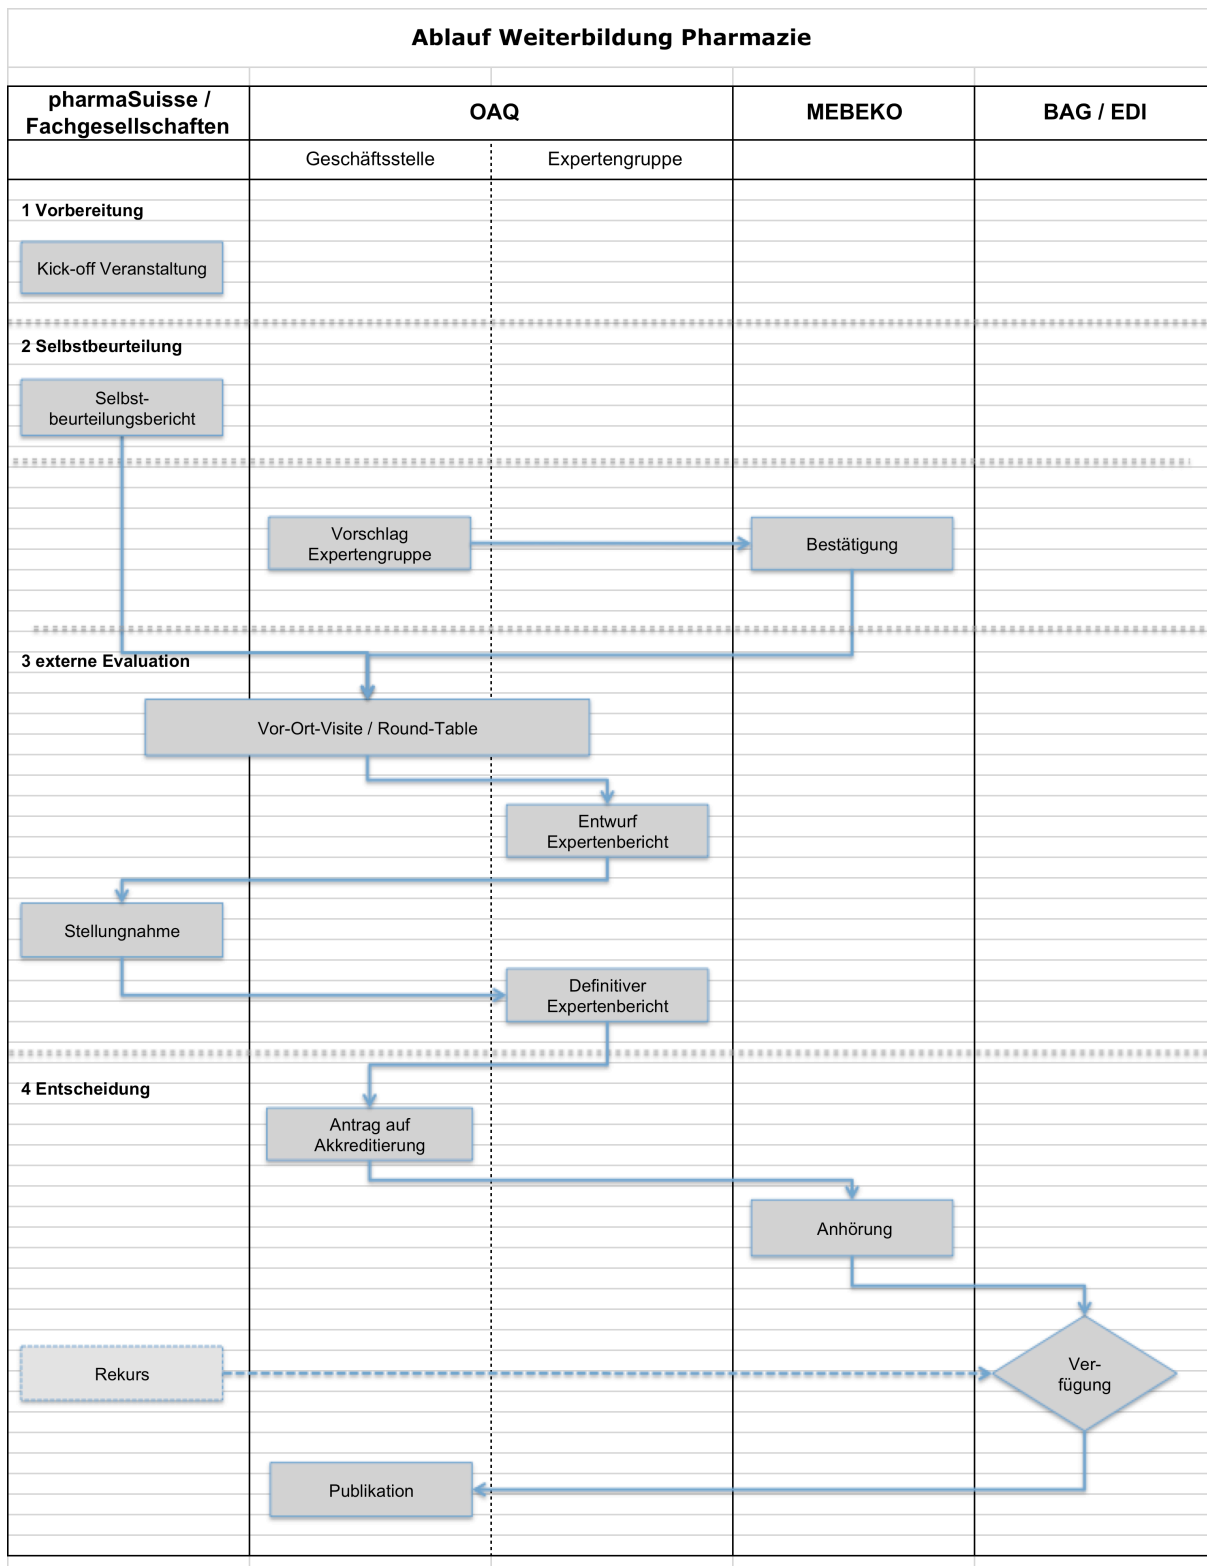 Ablauf Weiterbildung Pharmazie
pharmaSuisse /
Fachgesellschaften
OAQ
MEBEKO
BAG / EDI
Geschäftsstelle
Expertengruppe
1 Vorbereitung
Kick-off Veranstaltung
2 Selbstbeurteilung
Selbst-
beurteilungsbericht
Vorschlag
Expertengruppe
Bestätigung
3 externe Evaluation
Vor-Ort-Visite / Round-Table
Entwurf
Expertenbericht
Stellungnahme
Definitiver
Expertenbericht
4 Entscheidung
Antrag auf
Akkreditierung
Anhörung
Rekurs
Ver-
fügung
Publikation